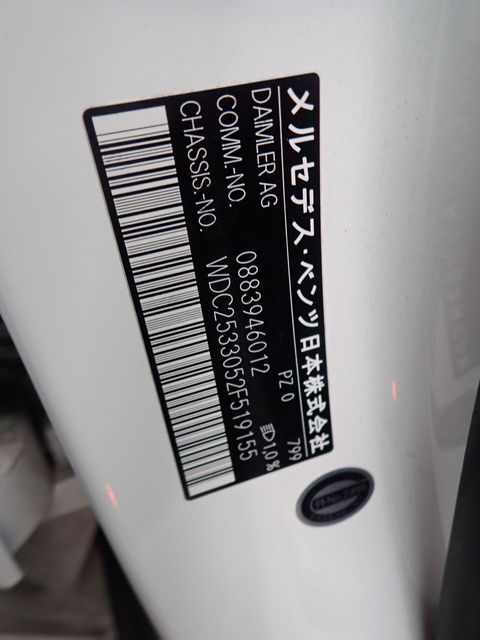 メルセデス・ベンツ日本株式会社
DAIMLER AG PZ 0 799
COMM.-NO. 0883946012 1,0%
CHASSIS.-NO. WDC2533052F519155